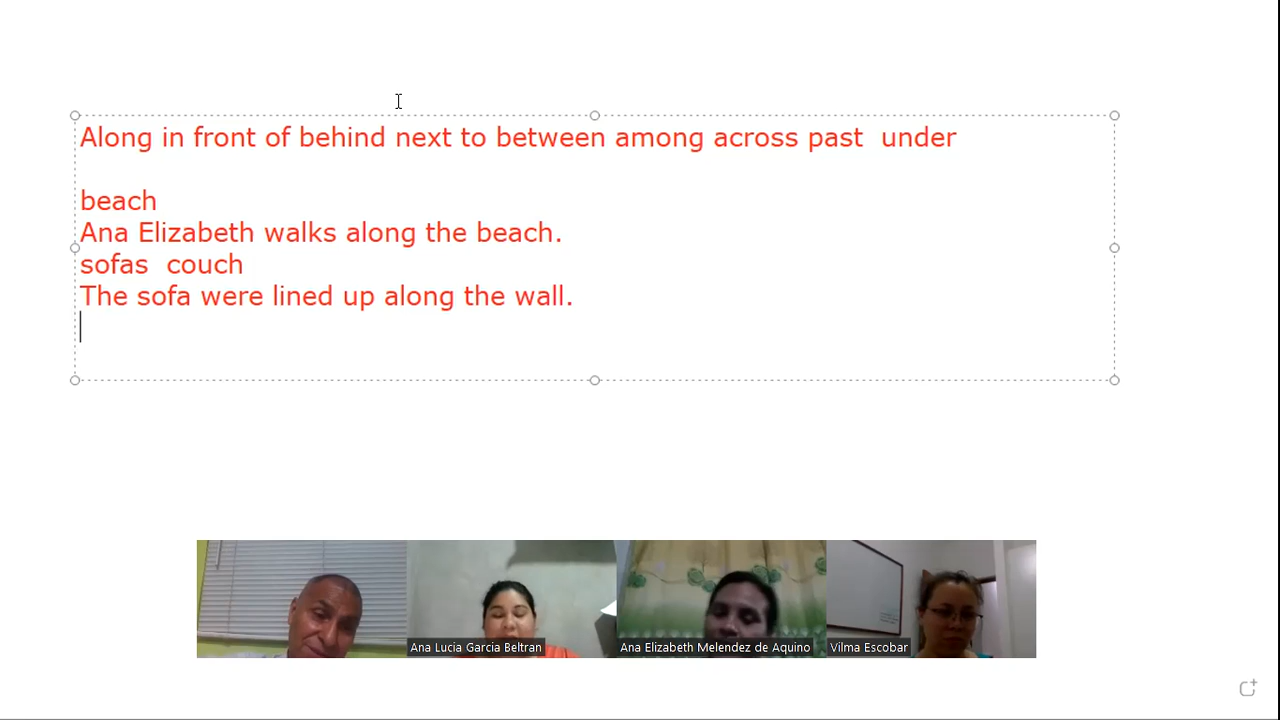 Along in front of behind next to between among across past  under
beach
Ana Elizabeth walks along the beach.
sofas  couch
The sofa were lined up along the wall.
Ana Lucia Garcia Beltran
Ana Elizabeth Melendez de Aquino
Vilma Escobar